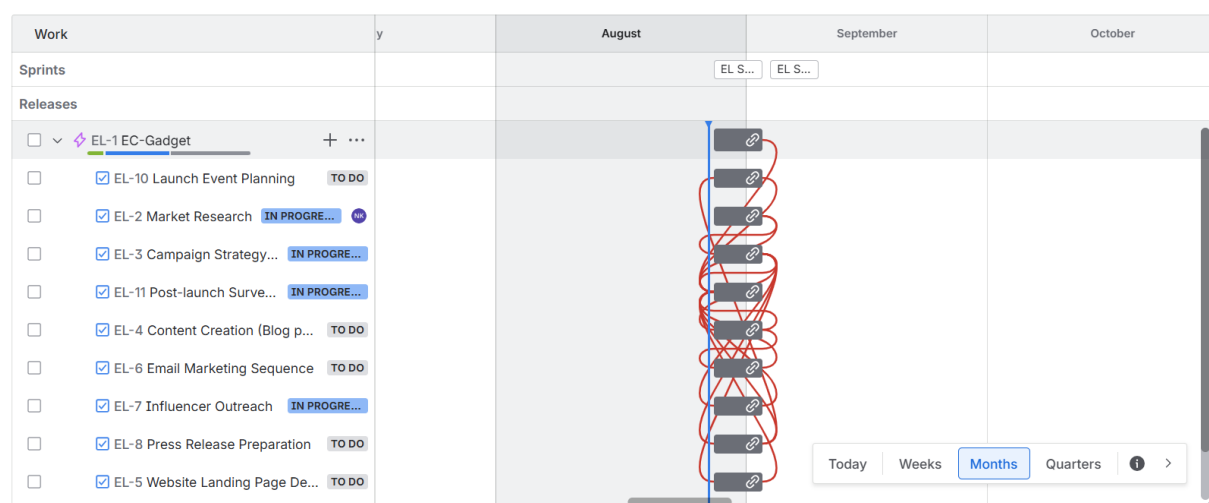 Work y August September October
Sprints EL S... EL S...
Releases
EL-1 EC-Gadget
EL-10 Launch Event Planning TO DO
EL-2 Market Research IN PROGRE... NK
EL-3 Campaign Strategy... IN PROGRE...
EL-11 Post-launch Surve... IN PROGRE...
EL-4 Content Creation (Blog p... TO DO
EL-6 Email Marketing Sequence TO DO
EL-7 Influencer Outreach IN PROGRE...
EL-8 Press Release Preparation TO DO
EL-5 Website Landing Page De... TO DO
Today Weeks Months Quarters